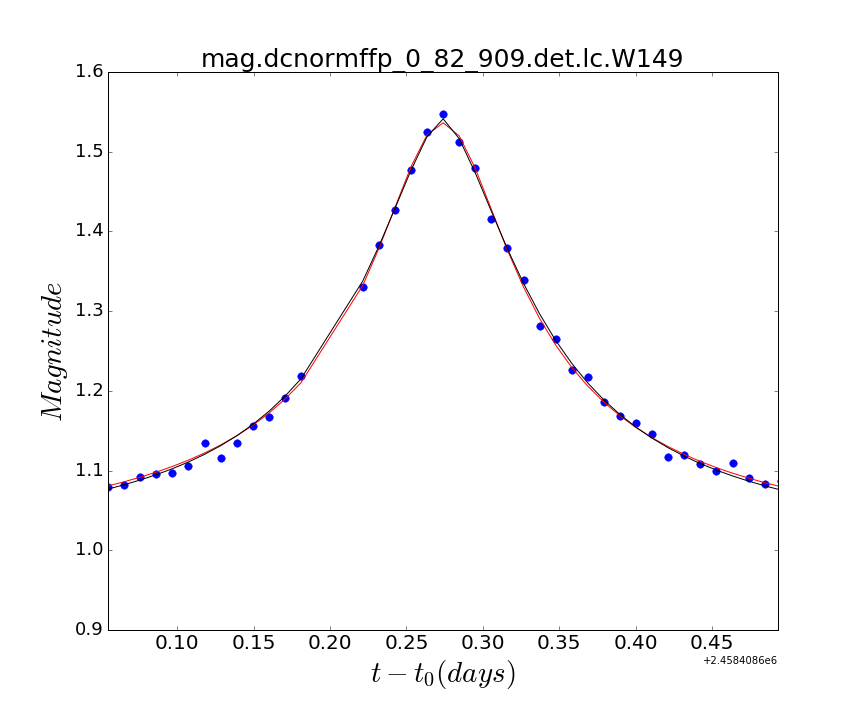 mag.dcnormffp_0_82_909.det.lc.W149
1.6
1.5
1.4
1.3
1.2
1.1
1.0
0.9
Magnitude
0.10 0.15 0.20 0.25 0.30 0.35 0.40 0.45
+2.4584086e6
t − t₀(days)